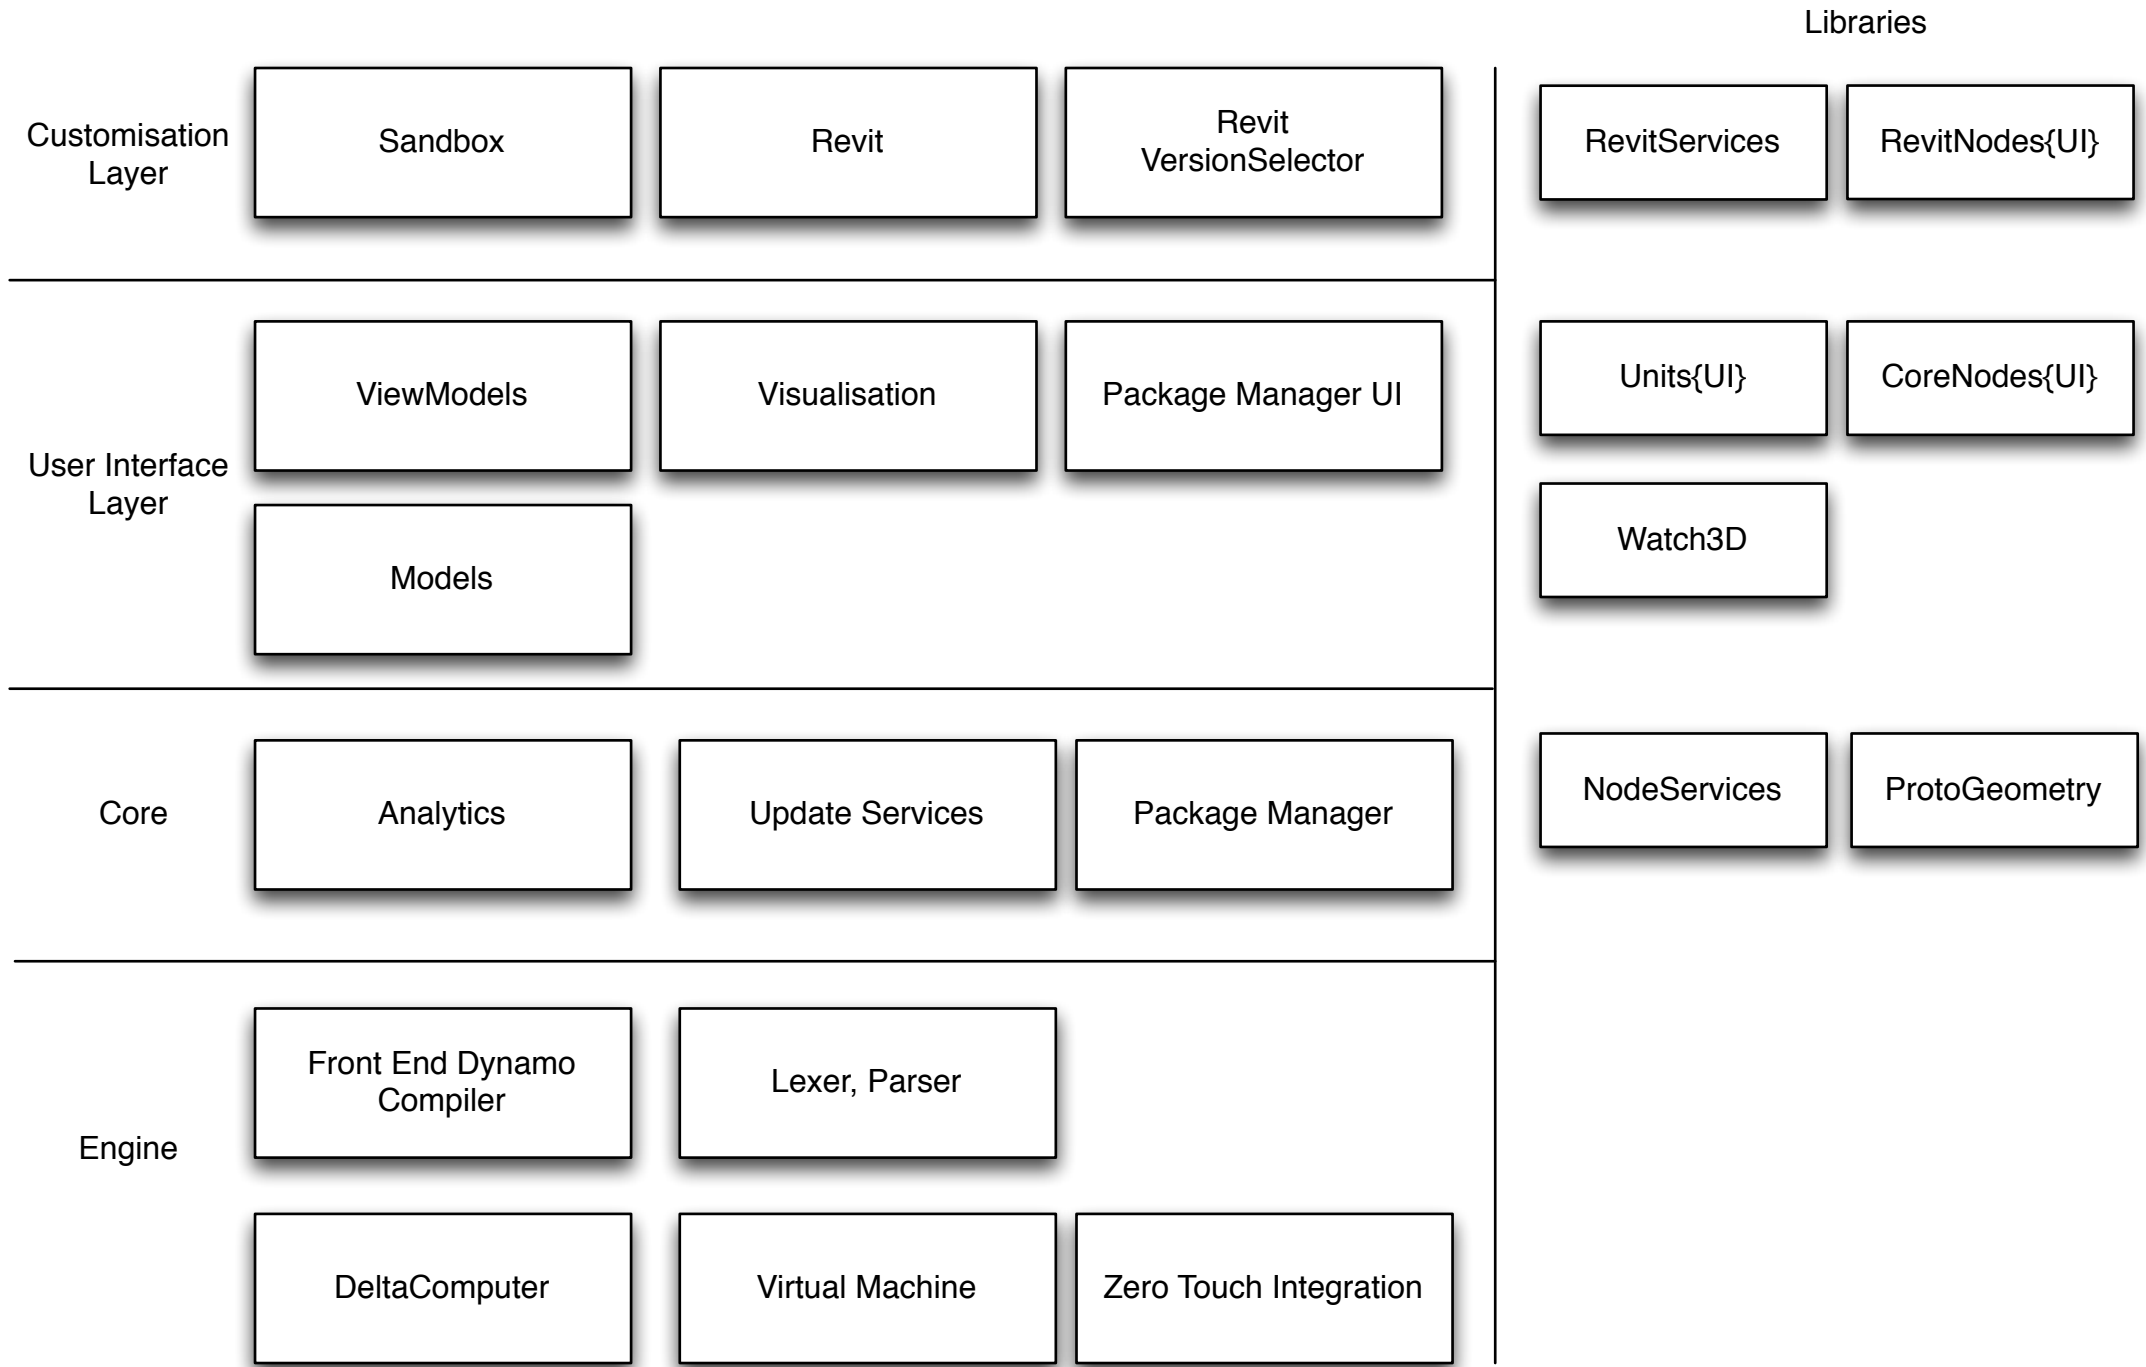 Libraries
Customisation
Layer
Sandbox
Revit
Revit
VersionSelector
RevitServices
RevitNodes{UI}
User Interface
Layer
ViewModels
Visualisation
Package Manager UI
Models
Units{UI}
CoreNodes{UI}
Watch3D
Core
Analytics
Update Services
Package Manager
NodeServices
ProtoGeometry
Engine
Front End Dynamo
Compiler
Lexer, Parser
DeltaComputer
Virtual Machine
Zero Touch Integration